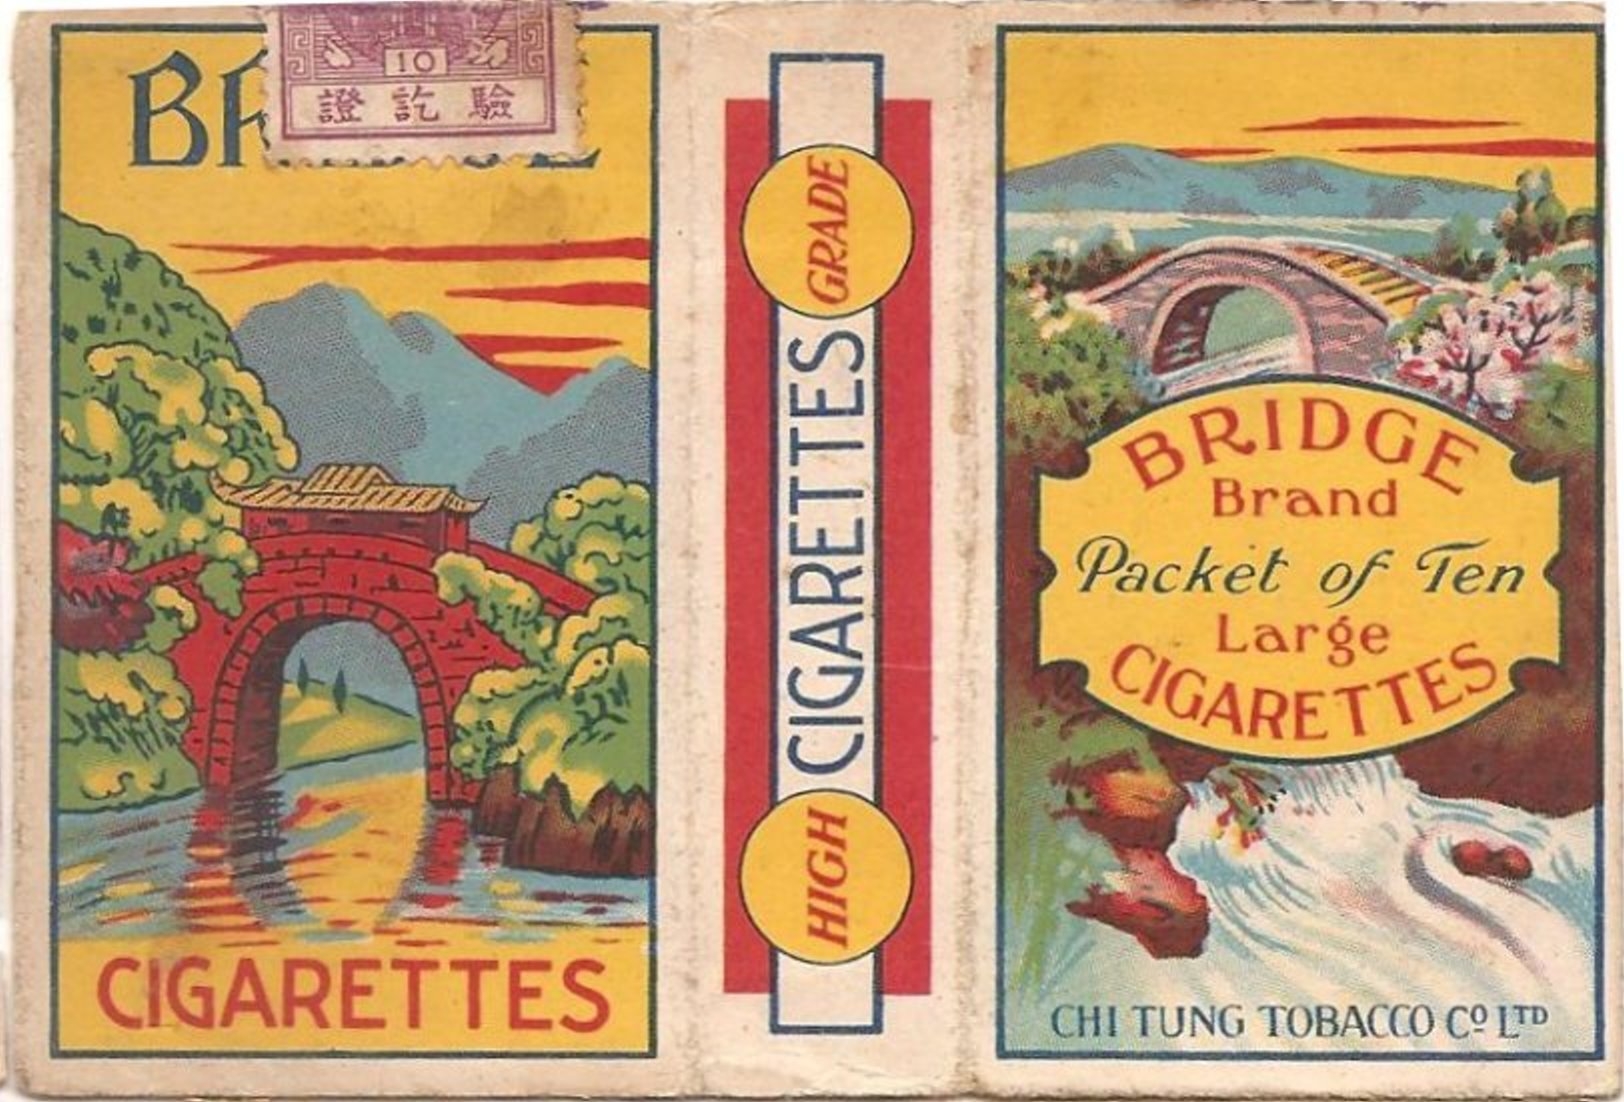 10
證訖驗
CIGARETTES
HIGH CIGARETTES GRADE
BRIDGE
Brand
Packet of Ten
Large
CIGARETTES
CHI TUNG TOBACCO Cº LTD